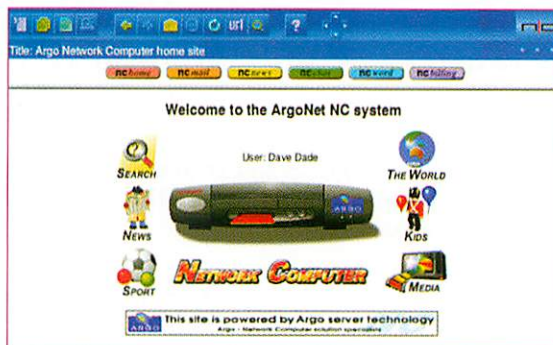 url ?
nc
Title: Argo Network Computer home site
nc home nc mail nc news nc chat nc word nc billing
Welcome to the ArgoNet NC system
User: Dave Dade
SEARCH
THE WORLD
ARGO
NEWS
KIDS
NETWORK COMPUTER
SPORT
MEDIA
ARGO
This site is powered by Argo server technology
Argo - Network Computer solution specialists